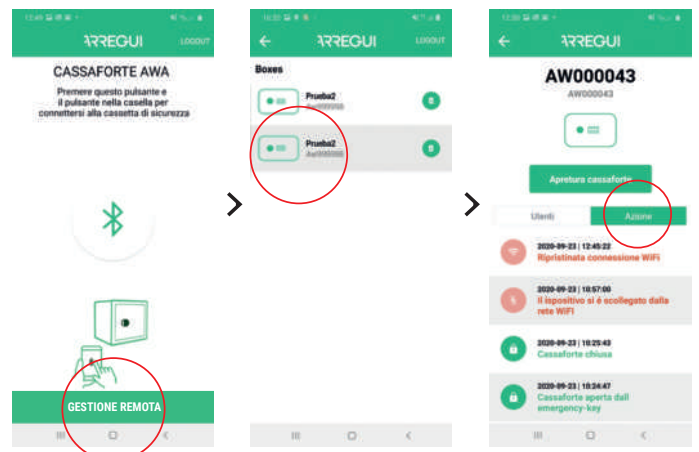 ARREGUI
LOGOUT
CASSAFORTE AWA
Premere questo pulsante e
il pulsante nella casella per
connettersi alla cassetta di sicurezza
GESTIONE REMOTA
ARREGUI
LOGOUT
Boxes
Prueba2
Prueba2
ARREGUI
AW000043
AW000043
Apretura cassaforte
Utenti
Azione
2020-09-23 | 12:45:22
Ripristinata connessione WiFi
2020-09-23 | 10:57:00
Il ispositivo si é scollegato dalla
rete WiFi
2020-09-23 | 10:25:43
Cassaforte chiusa
2020-09-23 | 10:24:47
Cassaforte aperta dall
emergency-key